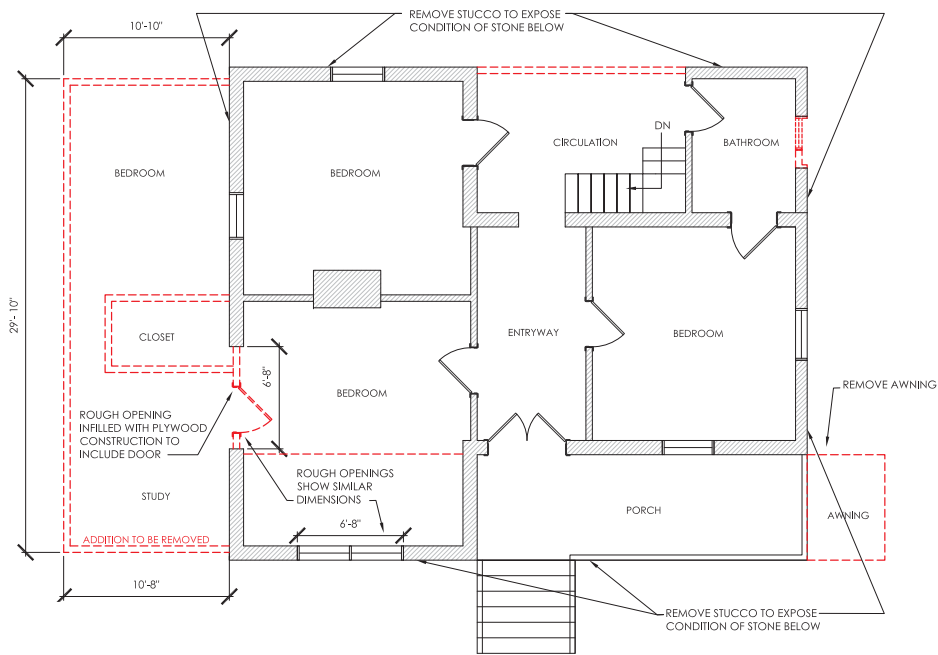 REMOVE STUCCO TO EXPOSE
CONDITION OF STONE BELOW
10'-10"
DN
CIRCULATION
BATHROOM
BEDROOM
BEDROOM
29'-10"
CLOSET
ENTRYWAY
BEDROOM
6'-8"
BEDROOM
REMOVE AWNING
ROUGH OPENING
INFILLED WITH PLYWOOD
CONSTRUCTION TO
INCLUDE DOOR
ROUGH OPENINGS
SHOW SIMILAR
DIMENSIONS
STUDY
PORCH
AWNING
6'-8"
ADDITION TO BE REMOVED
10'-8"
REMOVE STUCCO TO EXPOSE
CONDITION OF STONE BELOW